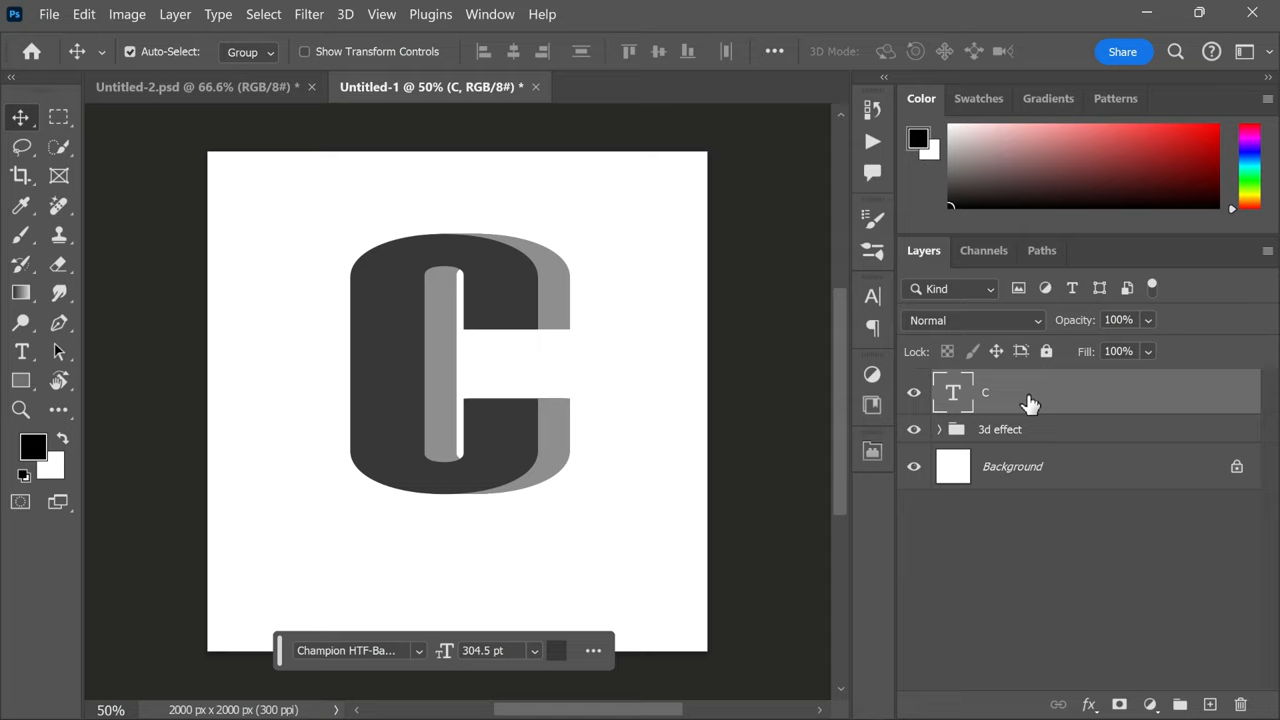 Ps File Edit Image Layer Type Select Filter 3D View Plugins Window Help
Auto-Select: Group Show Transform Controls 3D Mode: Share
Untitled-2.psd @ 66.6% (RGB/8#) * Untitled-1 @ 50% (C, RGB/8#) *
Color Swatches Gradients Patterns
Layers Channels Paths
Kind
Normal Opacity: 100%
Lock: Fill: 100%
C
3d effect
Background
C
Champion HTF-Ba... 304.5 pt
50% 2000 px x 2000 px (300 ppi)